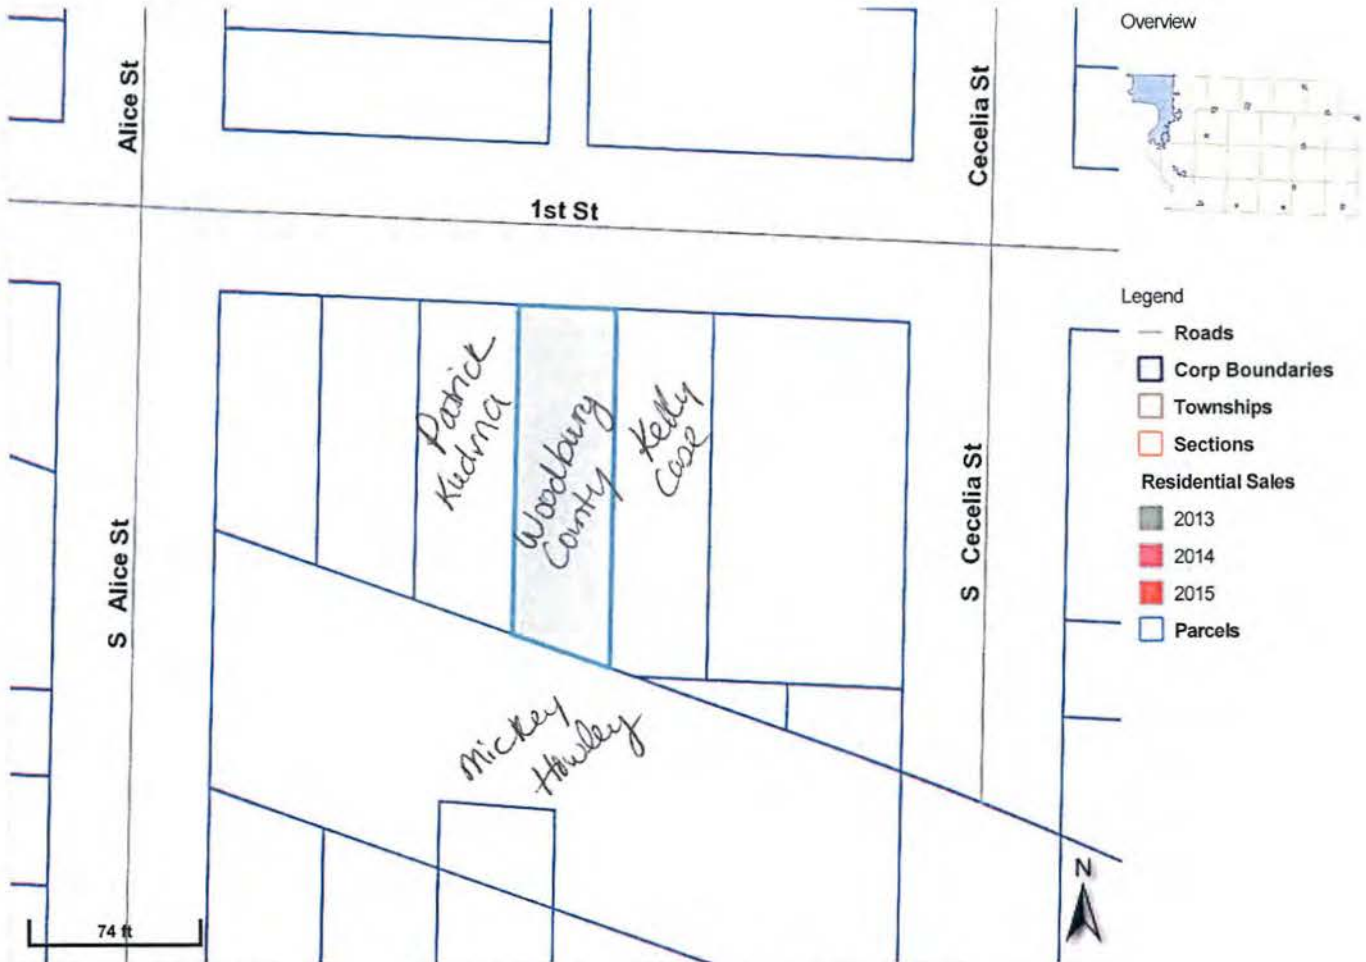 Overview
Alice St
Cecelia St
1st St
Legend
Roads
Corp Boundaries
Townships
Sections
Residential Sales
2013
2014
2015
Parcels
Patrick
Kudrna
Woodbury
County
Kelly
Case
S Alice St
S Cecelia St
Mickey
Howley
N
74 ft